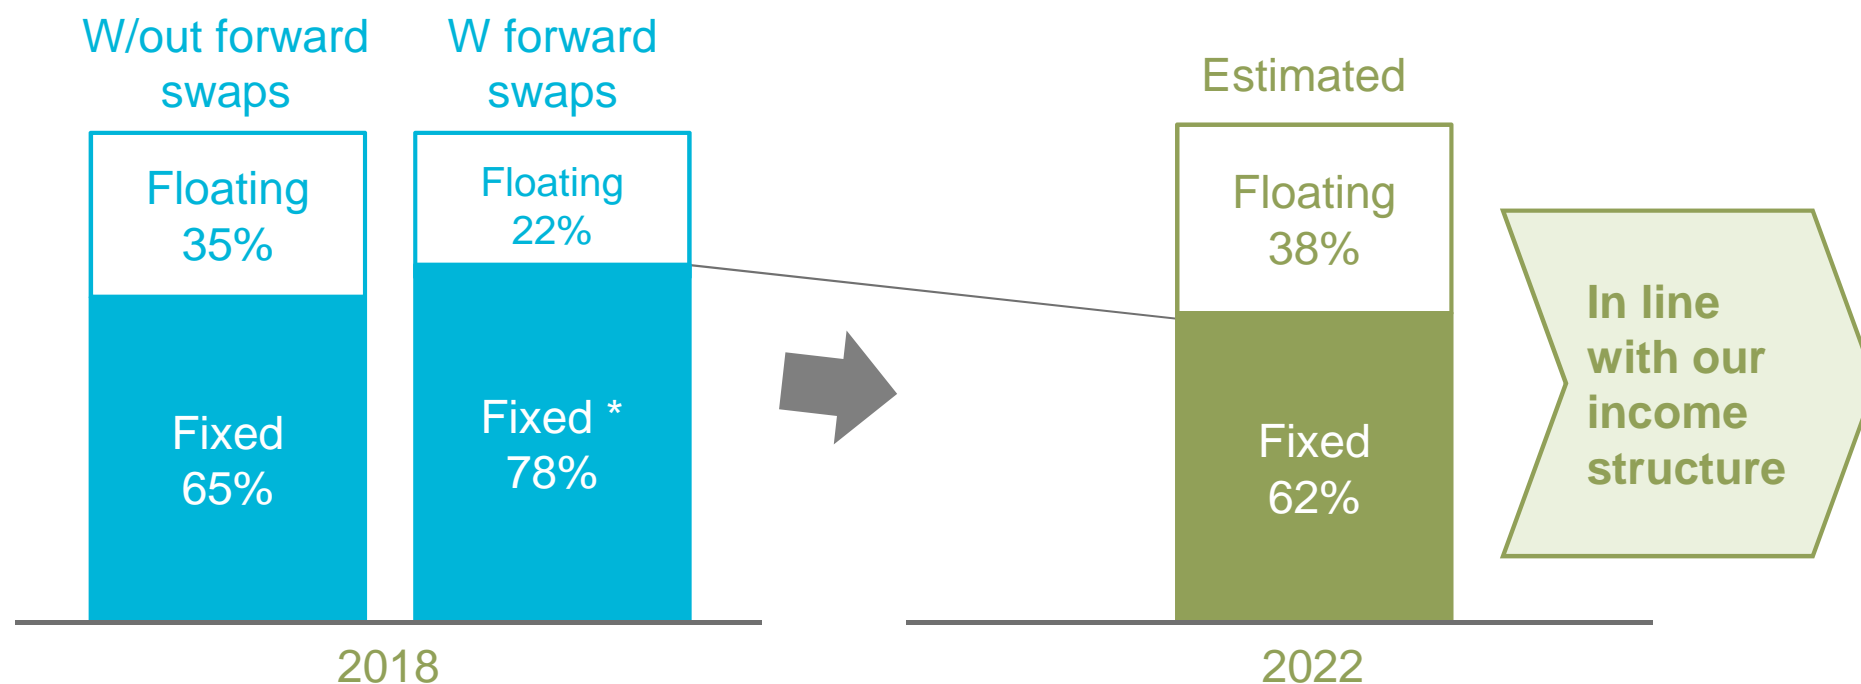 W/out forward
swaps
Floating
35%
Fixed
65%
W forward
swaps
Floating
22%
Fixed *
78%
2018
Estimated
Floating
38%
Fixed
62%
2022
In line
with our
income
structure